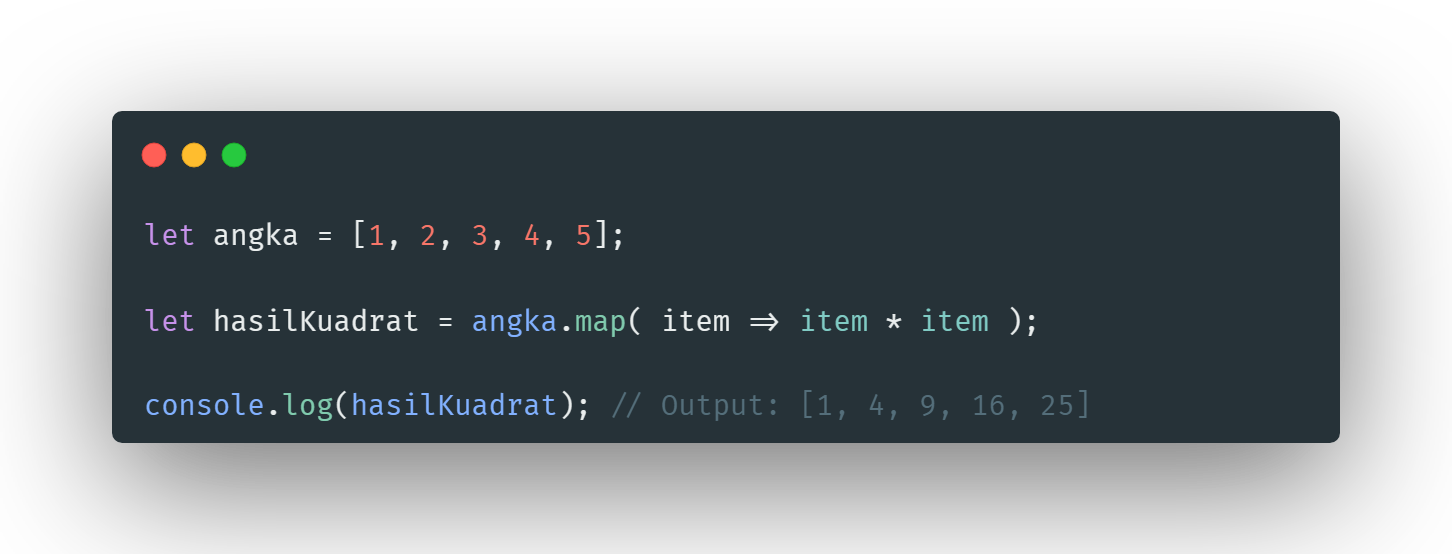 let angka = [1, 2, 3, 4, 5];
let hasilKuadrat = angka.map( item => item * item );
console.log(hasilKuadrat); // Output: [1, 4, 9, 16, 25]